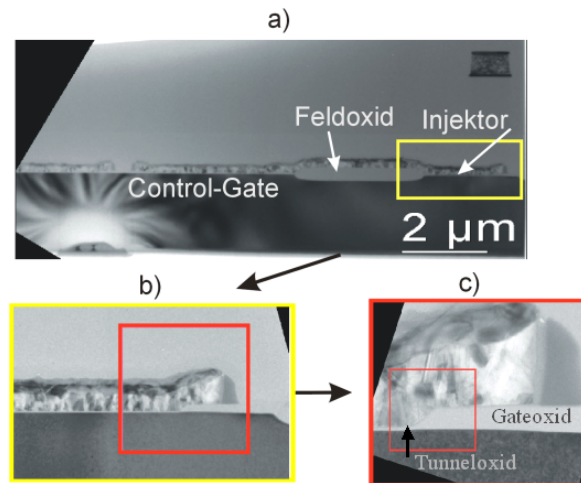 a)
Feldoxid
Injektor
Control-Gate
2 μm
b)
c)
Gateoxid
Tunneloxid